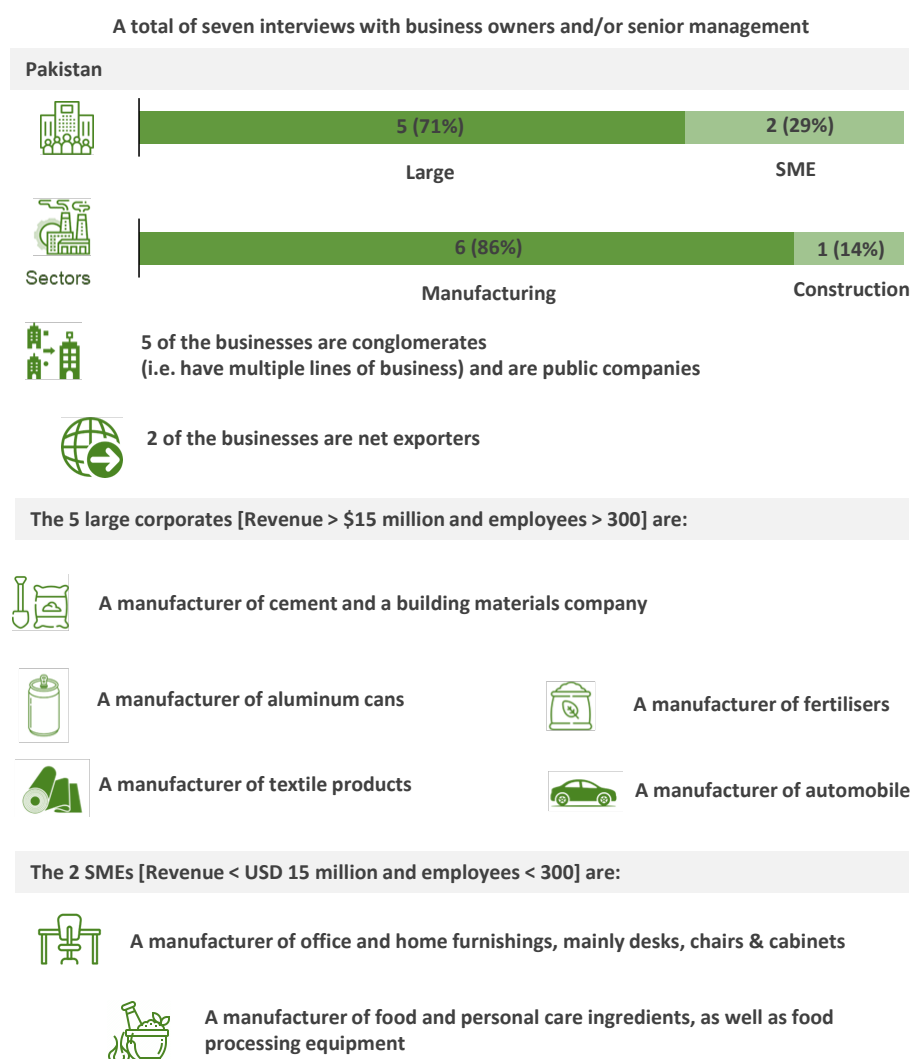 A total of seven interviews with business owners and/or senior management
Pakistan
5 (71%)
2 (29%)
Large
SME
Sectors
6 (86%)
1 (14%)
Manufacturing
Construction
5 of the businesses are conglomerates
(i.e. have multiple lines of business) and are public companies
2 of the businesses are net exporters
The 5 large corporates [Revenue > $15 million and employees > 300] are:
A manufacturer of cement and a building materials company
A manufacturer of aluminum cans
A manufacturer of fertilisers
A manufacturer of textile products
A manufacturer of automobile
The 2 SMEs [Revenue < USD 15 million and employees < 300] are:
A manufacturer of office and home furnishings, mainly desks, chairs & cabinets
A manufacturer of food and personal care ingredients, as well as food
processing equipment